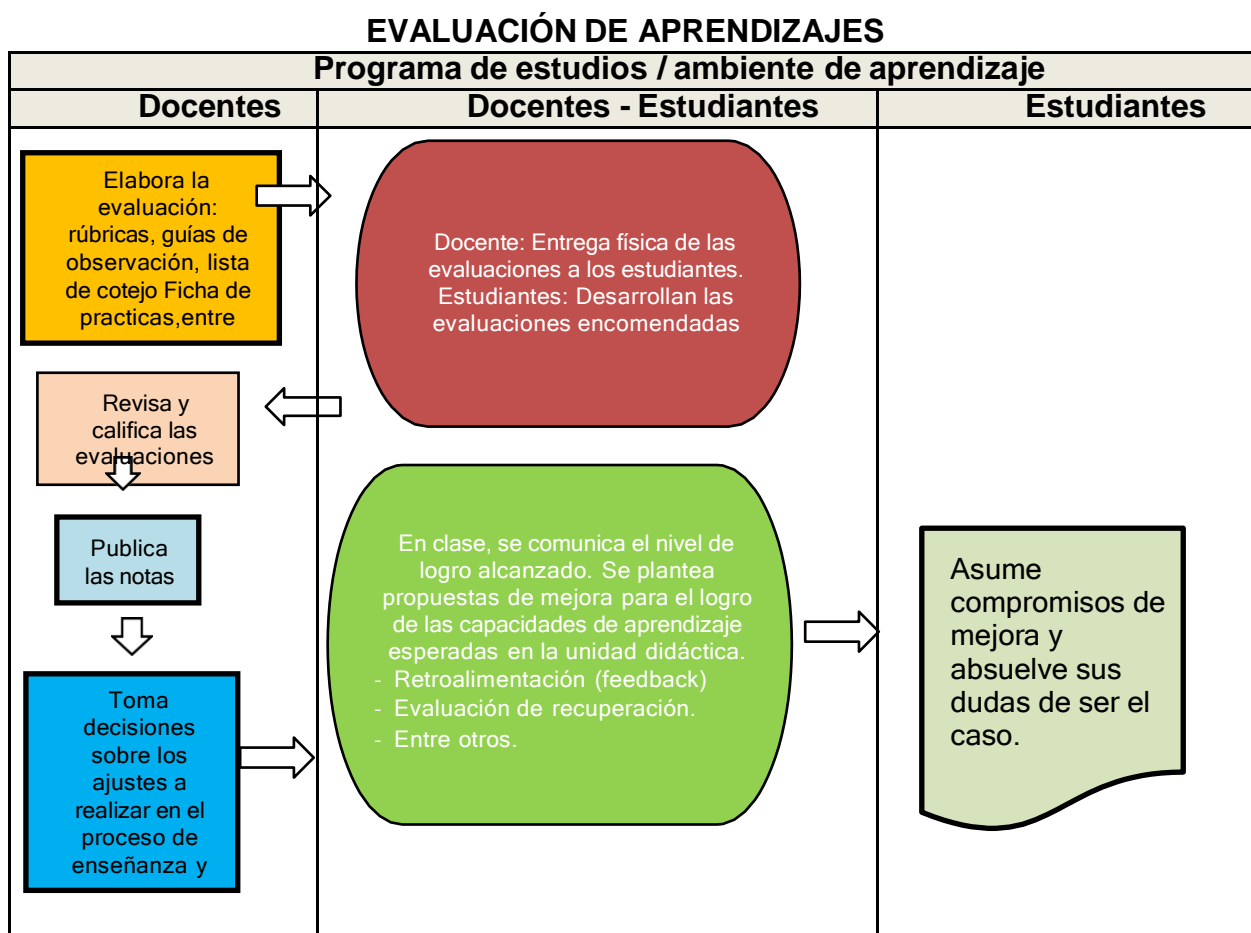 EVALUACIÓN DE APRENDIZAJES
Programa de estudios / ambiente de aprendizaje
Docentes
Docentes - Estudiantes
Estudiantes
Elabora la
evaluación:
rúbricas, guías de
observación, lista
de cotejo Ficha de
practicas,entre
Docente: Entrega física de las
evaluaciones a los estudiantes.
Estudiantes: Desarrollan las
evaluaciones encomendadas
Revisa y
califica las
evaluaciones
Publica
las notas
Toma
decisiones
sobre los
ajustes a
realizar en el
proceso de
enseñanza y
En clase, se comunica el nivel de
logro alcanzado. Se plantea
propuestas de mejora para el logro
de las capacidades de aprendizaje
esperadas en la unidad didáctica.
- Retroalimentación (feedback)
- Evaluación de recuperación.
- Entre otros.
Asume
compromisos de
mejora y
absuelve sus
dudas de ser el
caso.